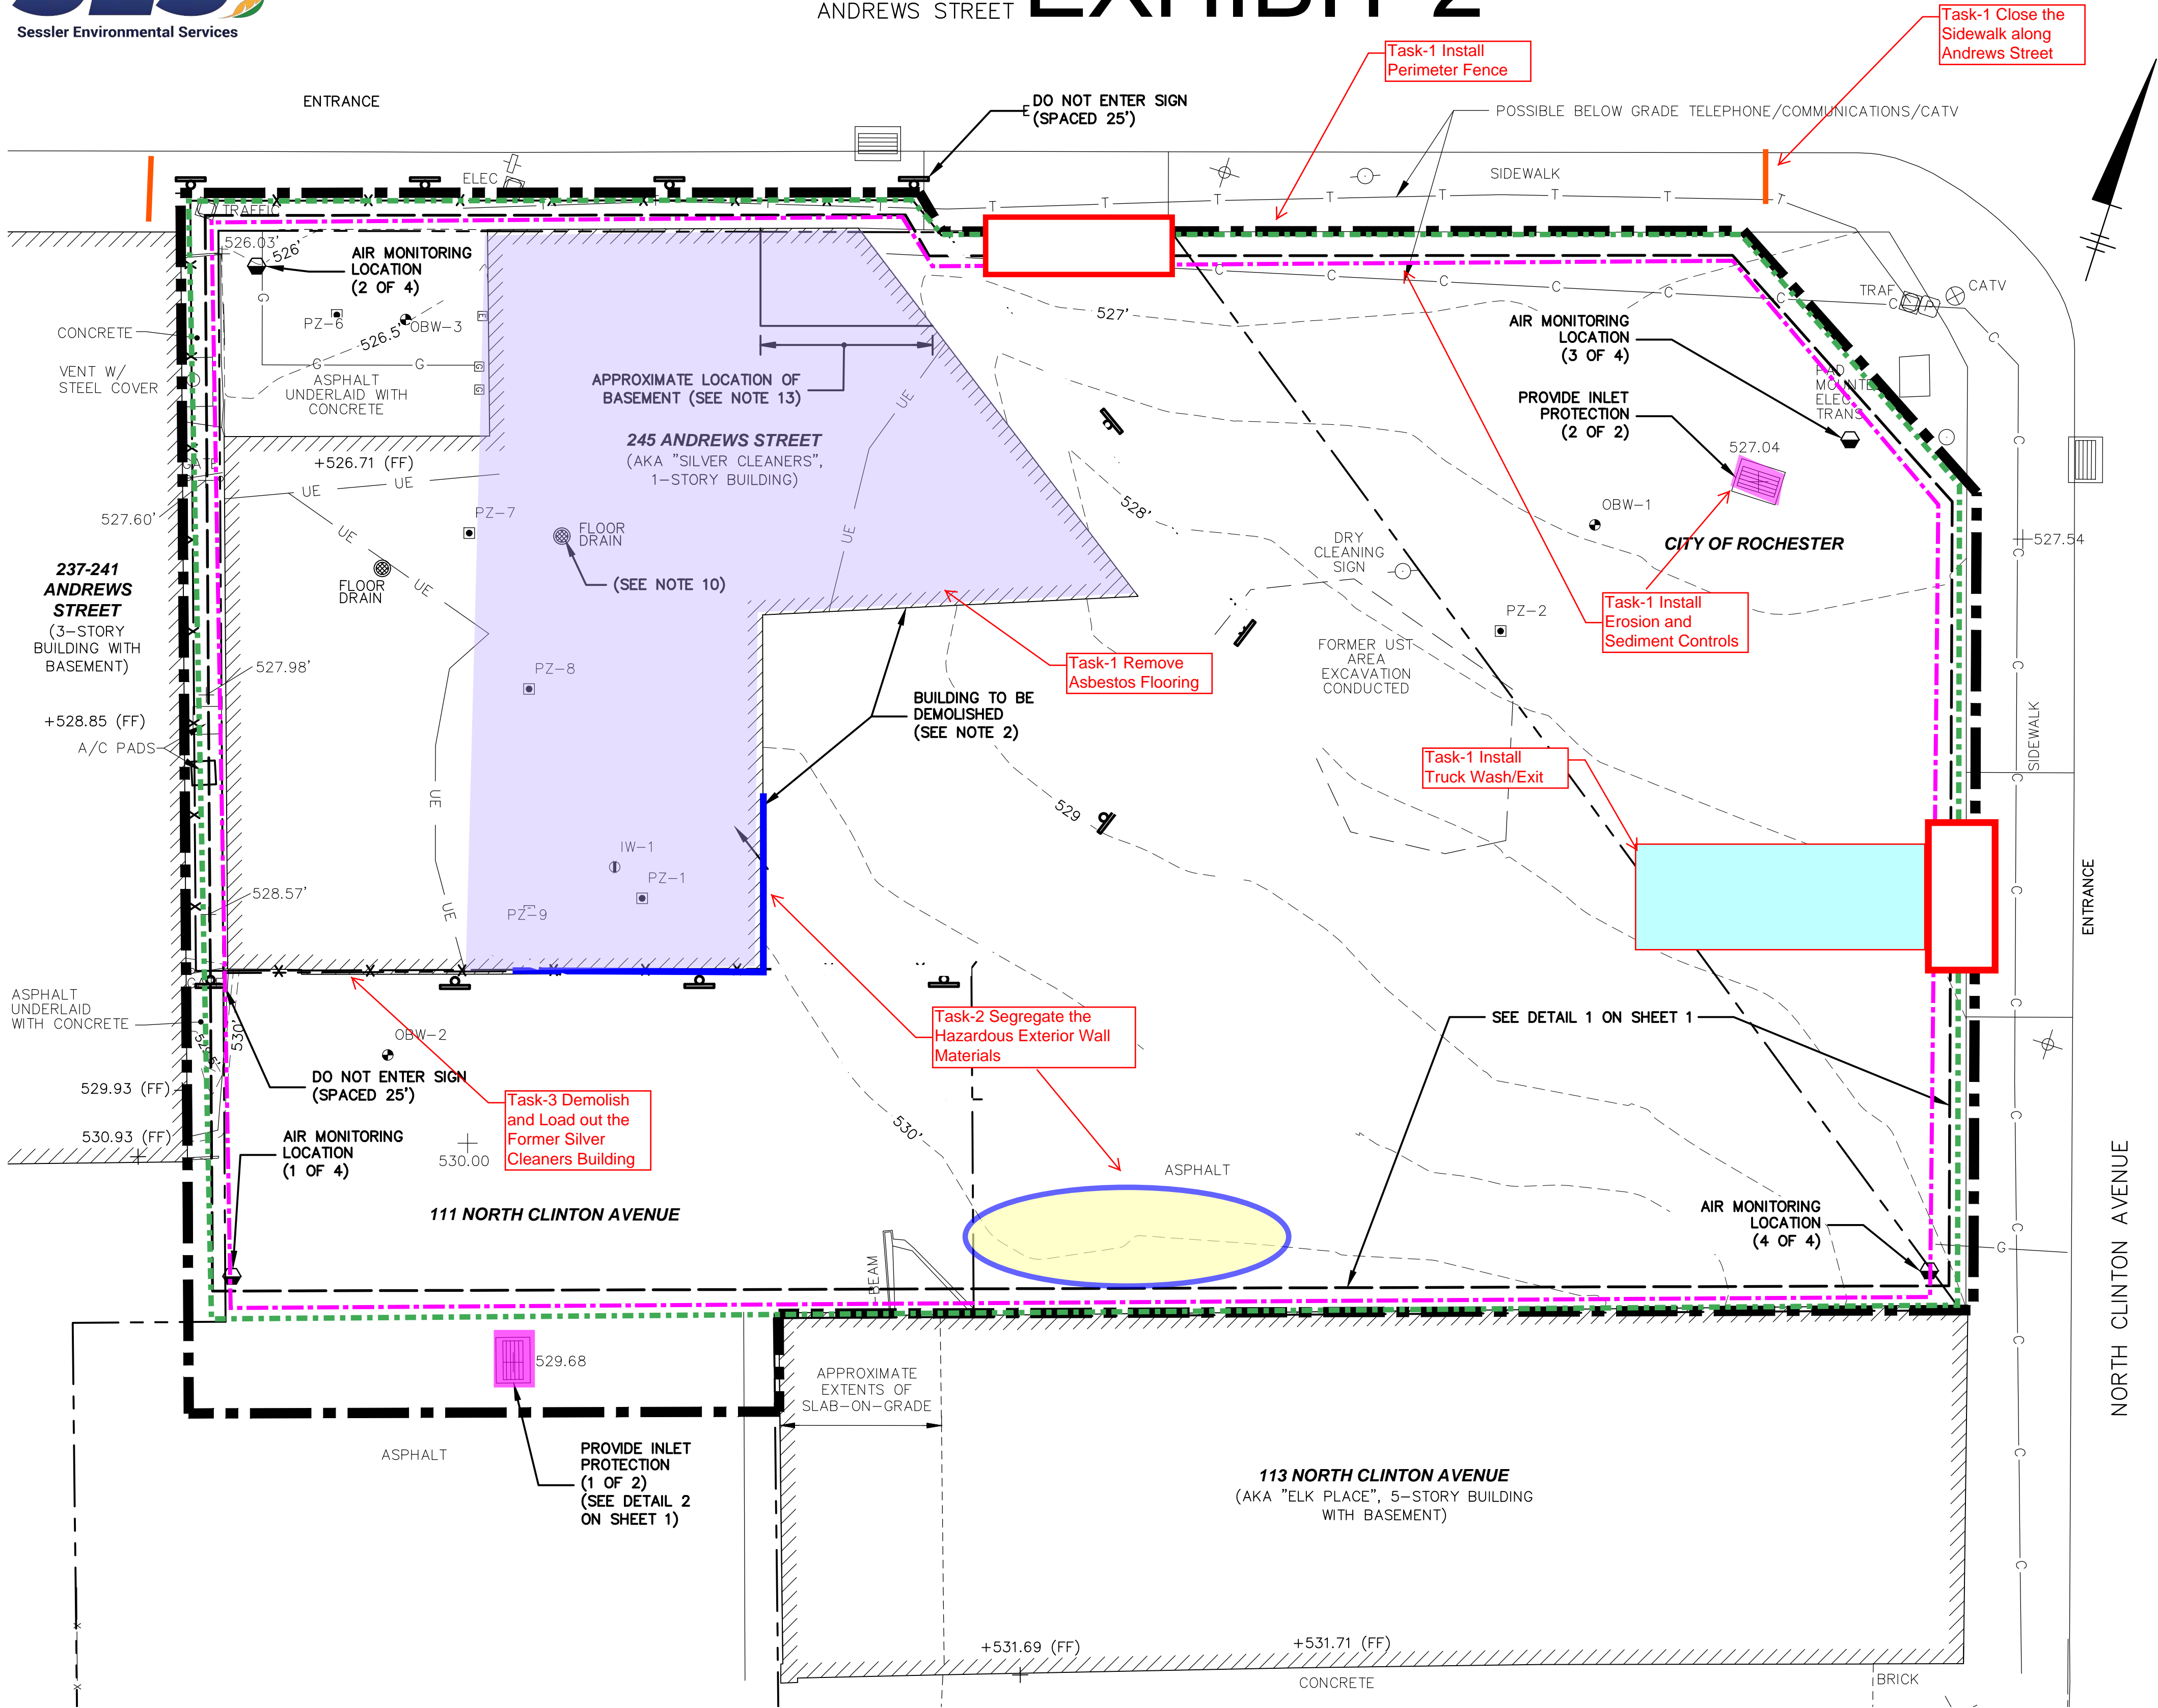 Sessler Environmental Services
ANDREWS STREET
Task-1 Install
Perimeter Fence
Task-1 Close the
Sidewalk along
Andrews Street
ENTRANCE
DO NOT ENTER SIGN
(SPACED 25')
E
POSSIBLE BELOW GRADE TELEPHONE/COMMUNICATIONS/CATV
SIDEWALK
ELEC
TRAFFIC
T T T T T T T T
526.03'
526'
AIR MONITORING
LOCATION
(2 OF 4)
C C C C C C
TRAF
CATV
PZ-6
OBW-3
526.5'
527'
CONCRETE
VENT W/
STEEL COVER
G G G
ASPHALT
UNDERLAID WITH
CONCRETE
E
G
G
APPROXIMATE LOCATION OF
BASEMENT (SEE NOTE 13)
AIR MONITORING
LOCATION
(3 OF 4)
PROVIDE INLET
PROTECTION
(2 OF 2)
PAD
MOUNTE
ELEC
TRANS
245 ANDREWS STREET
(AKA "SILVER CLEANERS",
1-STORY BUILDING)
527.04
GATE
+526.71 (FF)
UE UE UE
527.60'
PZ-7
FLOOR
DRAIN
FLOOR
DRAIN
(SEE NOTE 10)
UE UE
UE UE
528'
OBW-1
CITY OF ROCHESTER
527.54
DRY
CLEANING
SIGN
237-241
ANDREWS
STREET
(3-STORY
BUILDING WITH
BASEMENT)
PZ-2
Task-1 Install
Erosion and
Sediment Controls
FORMER UST
AREA
EXCAVATION
CONDUCTED
Task-1 Remove
Asbestos Flooring
527.98'
PZ-8
+528.85 (FF)
A/C PADS
BUILDING TO BE
DEMOLISHED
(SEE NOTE 2)
SIDEWALK
Task-1 Install
Truck Wash/Exit
529
IW-1
PZ-1
PZ-9
528.57'
ENTRANCE
ASPHALT
UNDERLAID
WITH CONCRETE
530'
OBW-2
Task-2 Segregate the
Hazardous Exterior Wall
Materials
SEE DETAIL 1 ON SHEET 1
529.93 (FF)
DO NOT ENTER SIGN
(SPACED 25')
Task-3 Demolish
and Load out the
Former Silver
Cleaners Building
530.93 (FF)
AIR MONITORING
LOCATION
(1 OF 4)
530.00
530'
ASPHALT
111 NORTH CLINTON AVENUE
AIR MONITORING
LOCATION
(4 OF 4)
G
BEAM
NORTH CLINTON AVENUE
529.68
APPROXIMATE
EXTENTS OF
SLAB-ON-GRADE
ASPHALT
PROVIDE INLET
PROTECTION
(1 OF 2)
(SEE DETAIL 2
ON SHEET 1)
113 NORTH CLINTON AVENUE
(AKA "ELK PLACE", 5-STORY BUILDING
WITH BASEMENT)
+531.69 (FF)
+531.71 (FF)
CONCRETE
BRICK